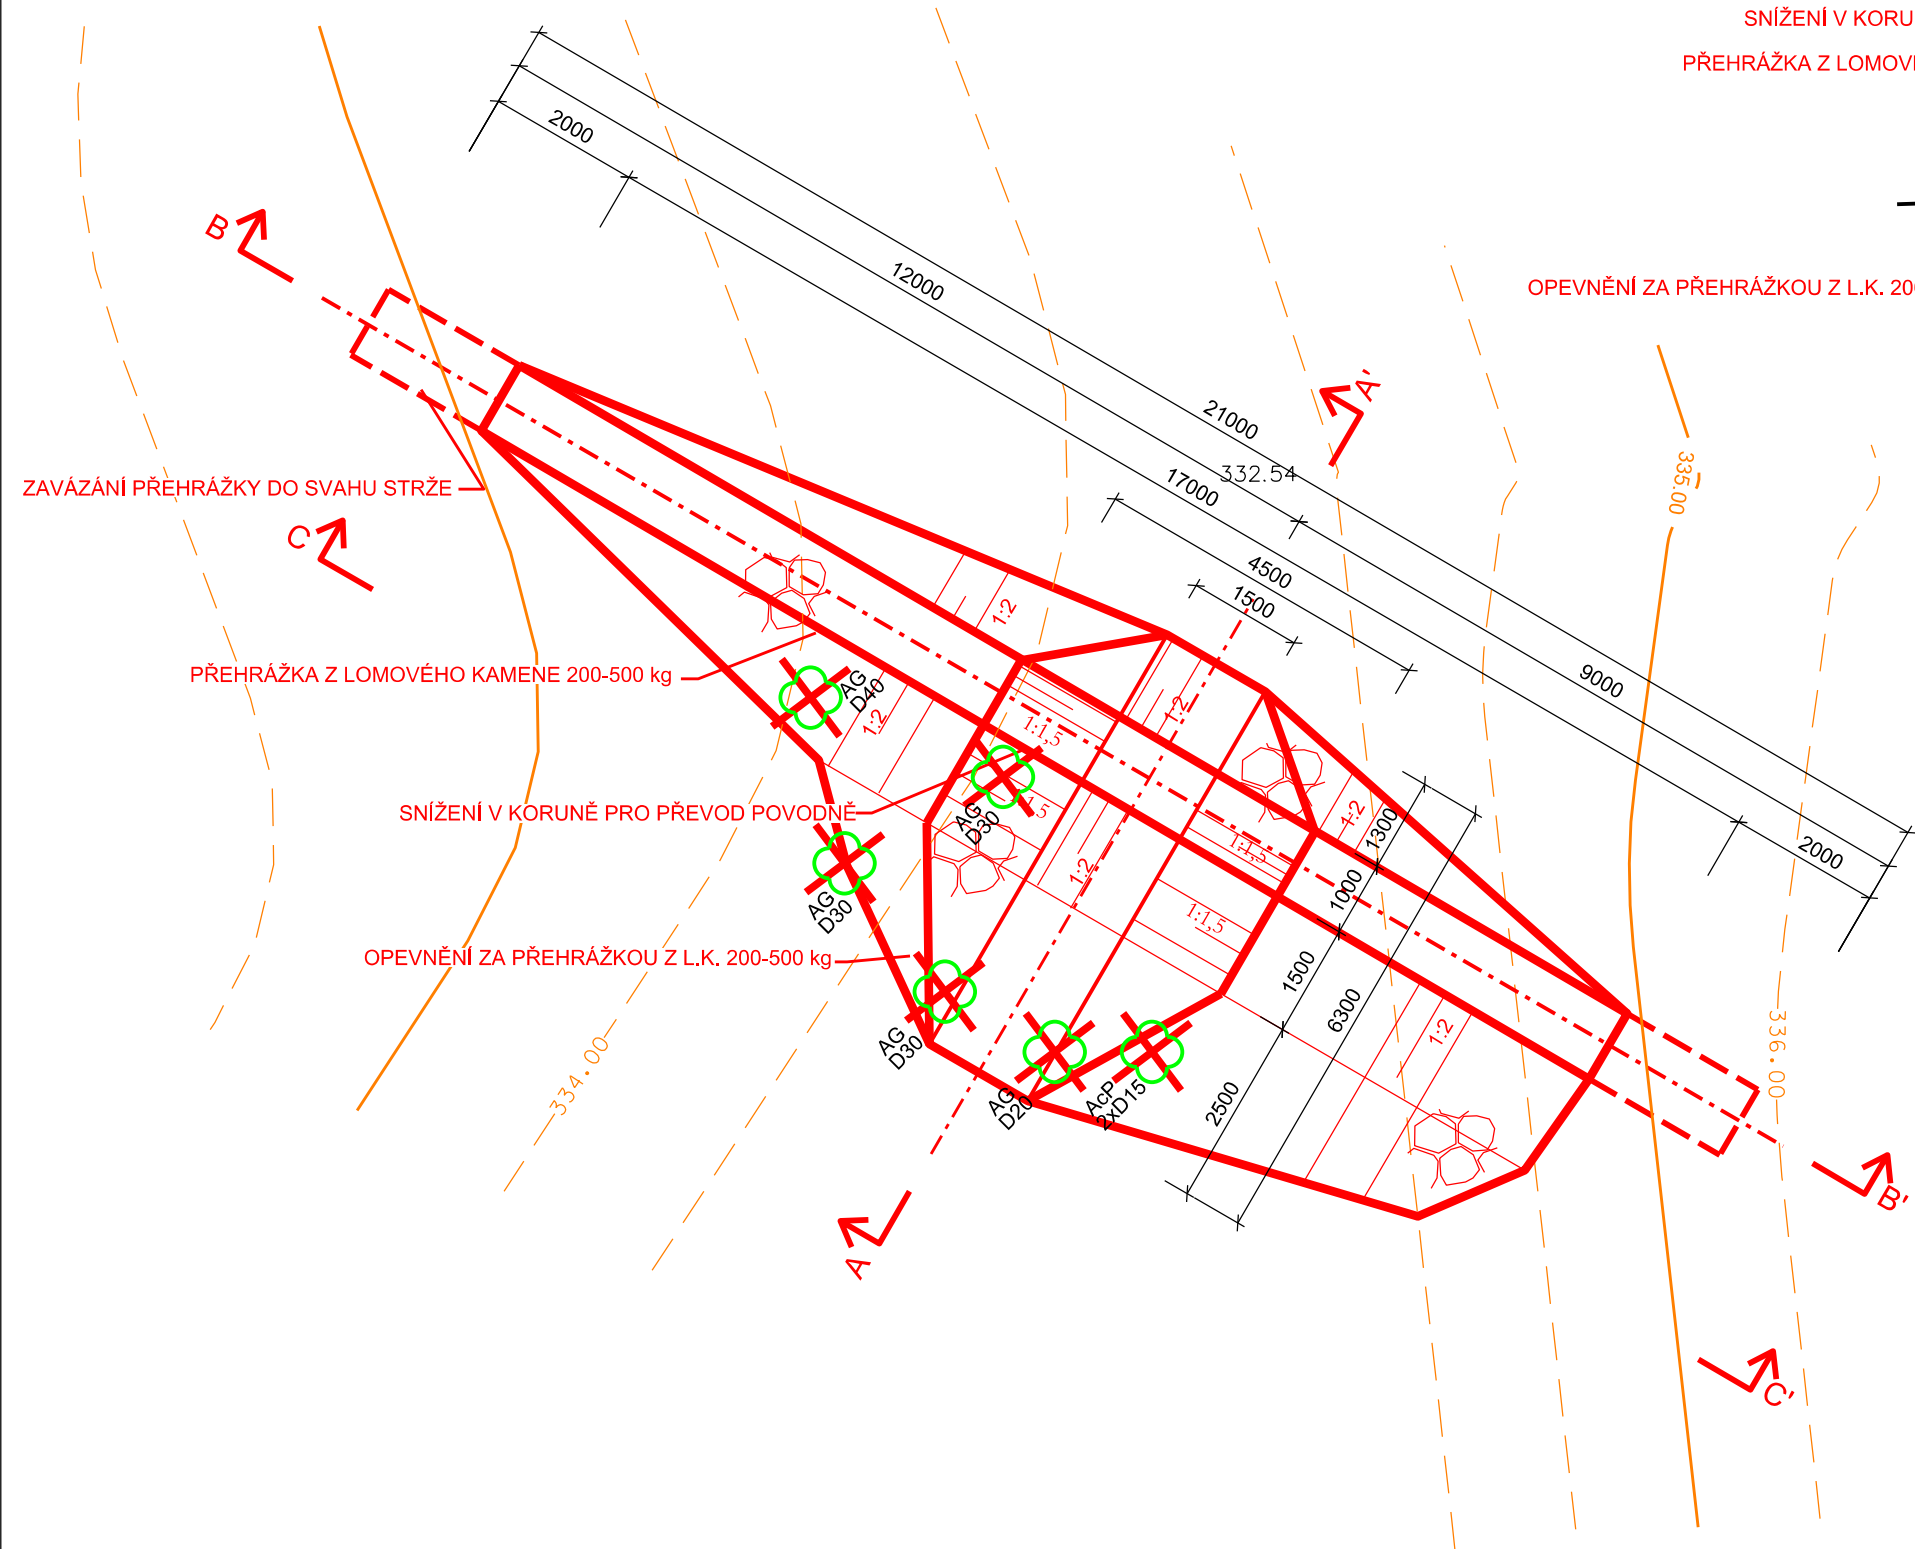 SNÍŽENÍ V KORU
PŘEHRÁŽKA Z LOMOV
2000
B
12000
OPEVNĚNÍ ZA PŘEHRÁŽKOU Z L.K. 20
A'
21000
332.54
17000
335.00
ZAVÁZÁNÍ PŘEHRÁŽKY DO SVAHU STRŽE
C
4500
1500
1:2
PŘEHRÁŽKA Z LOMOVÉHO KAMENE 200-500 kg
AG
D40
1:2
9000
1:2
1:1,5
SNÍŽENÍ V KORUNĚ PRO PŘEVOD POVODNĚ
AG
D30
1:1,5
1:2
1300
2000
1:1,5
1:2
1000
AG
D30
1:1,5
OPEVNĚNÍ ZA PŘEHRÁŽKOU Z L.K. 200-500 kg
1500
6300
AG
D30
1:2
334.00
336.00
AG
D20
AcP
2xD15
2500
B'
A
C'